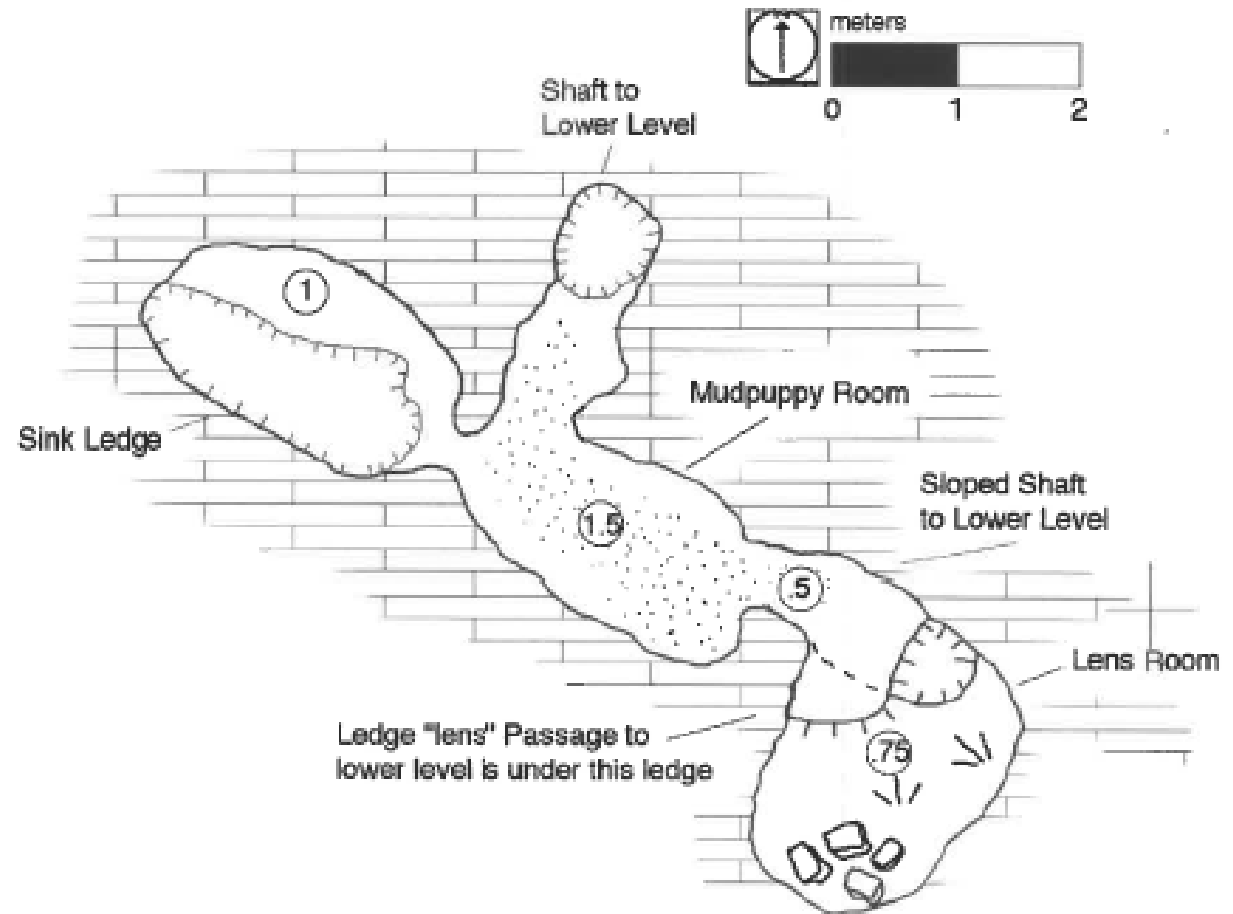 meters
0 1 2
Shaft to
Lower Level
1
Sink Ledge
Mudpuppy Room
Sloped Shaft
to Lower Level
1.5
.5
Lens Room
Ledge "lens" Passage to
lower level is under this ledge
.75